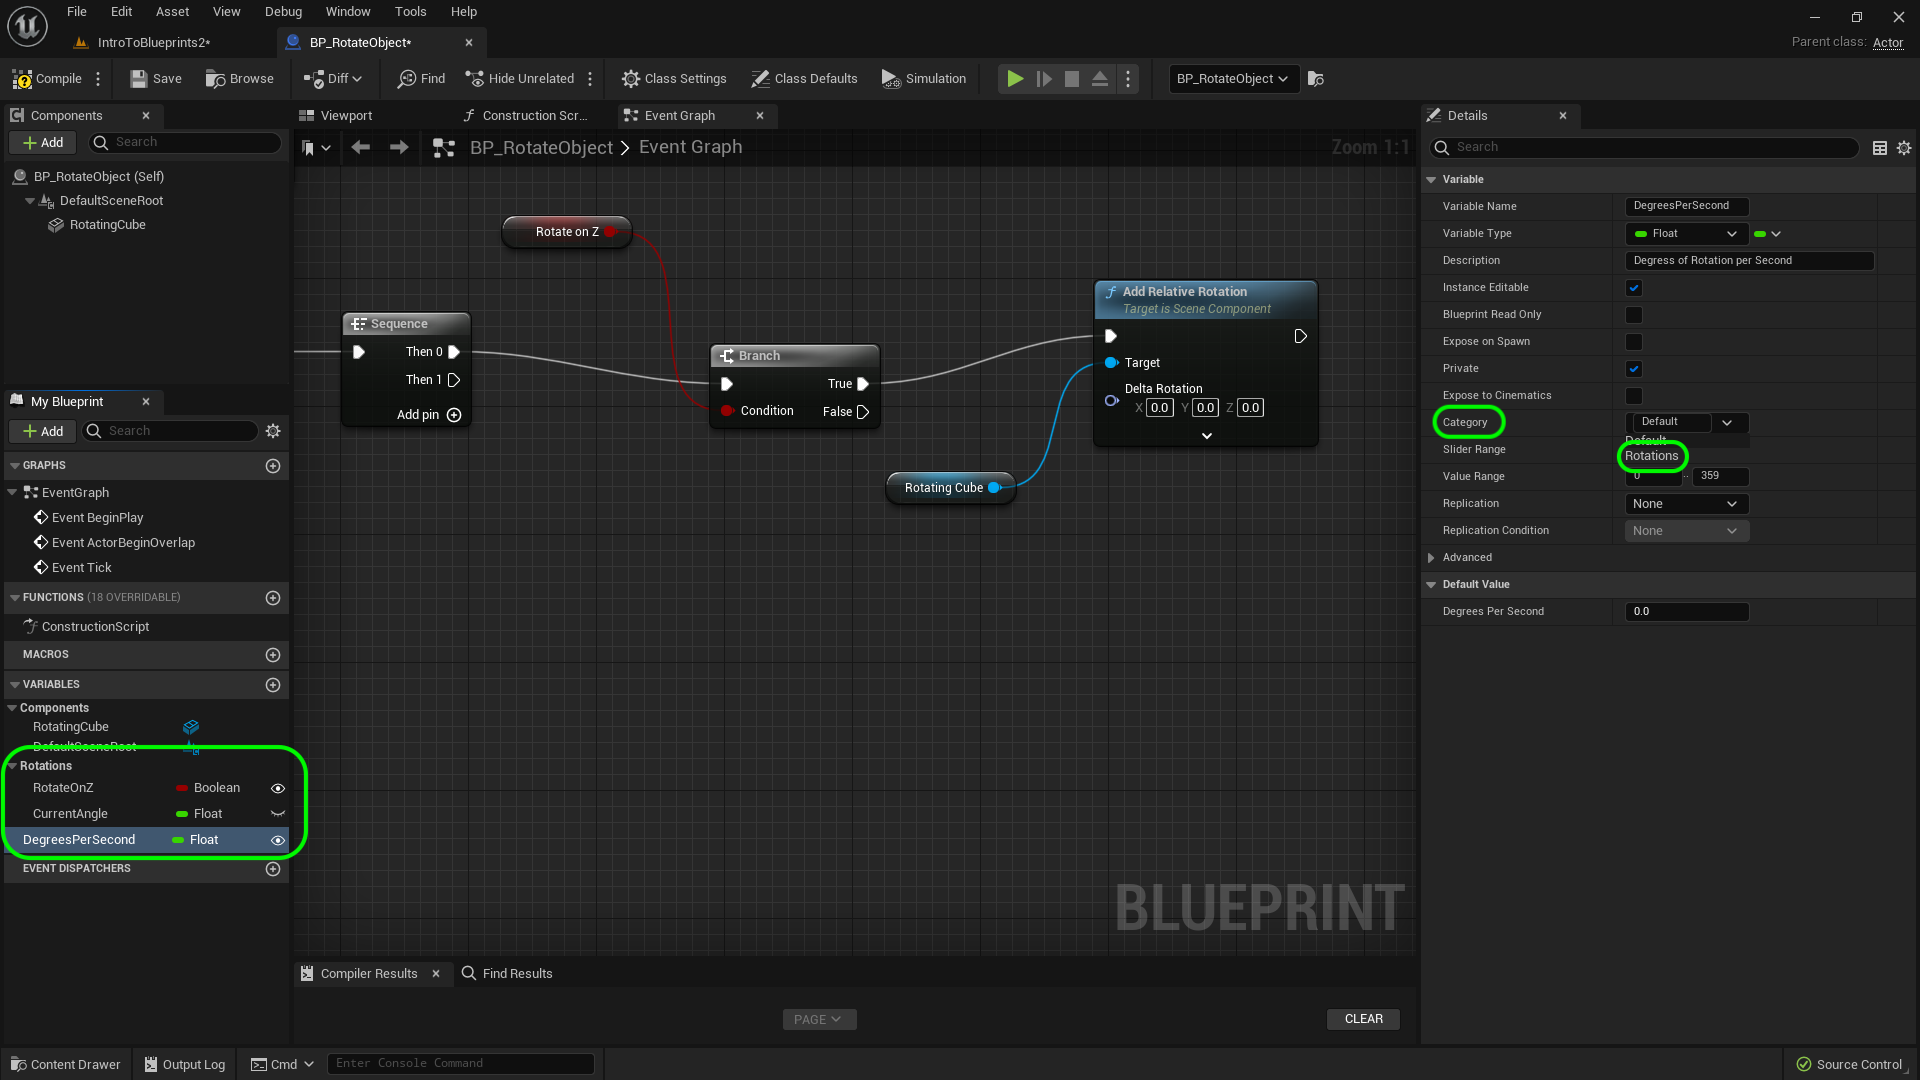 File Edit Asset View Debug Window Tools Help
IntroToBlueprints2*
BP_RotateObject*
Parent class: Actor
Compile Save Browse Diff Find Hide Unrelated Class Settings Class Defaults Simulation BP_RotateObject
Components
Add Search
BP_RotateObject (Self)
DefaultSceneRoot
RotatingCube
My Blueprint
Add Search
GRAPHS
EventGraph
Event BeginPlay
Event ActorBeginOverlap
Event Tick
FUNCTIONS (18 OVERRIDABLE)
ConstructionScript
MACROS
VARIABLES
Components
RotatingCube
DefaultSceneRoot
Rotations
RotateOnZ Boolean
CurrentAngle Float
DegreesPerSecond Float
EVENT DISPATCHERS
Viewport Construction Scr... Event Graph
BP_RotateObject > Event Graph Zoom 1:1
Rotate on Z
Sequence
Then 0
Then 1
Add pin
Branch
True
Condition False
Add Relative Rotation
Target is Scene Component
Target
Delta Rotation
X 0.0 Y 0.0 Z 0.0
Rotating Cube
BLUEPRINT
Compiler Results Find Results
PAGE CLEAR
Details
Search
Variable
Variable Name DegreesPerSecond
Variable Type Float
Description Degress of Rotation per Second
Instance Editable
Blueprint Read Only
Expose on Spawn
Private
Expose to Cinematics
Category Default
Default
Slider Range Rotations
Value Range 0 .. 359
Replication None
Replication Condition None
Advanced
Default Value
Degrees Per Second 0.0
Content Drawer Output Log Cmd Enter Console Command Source Control